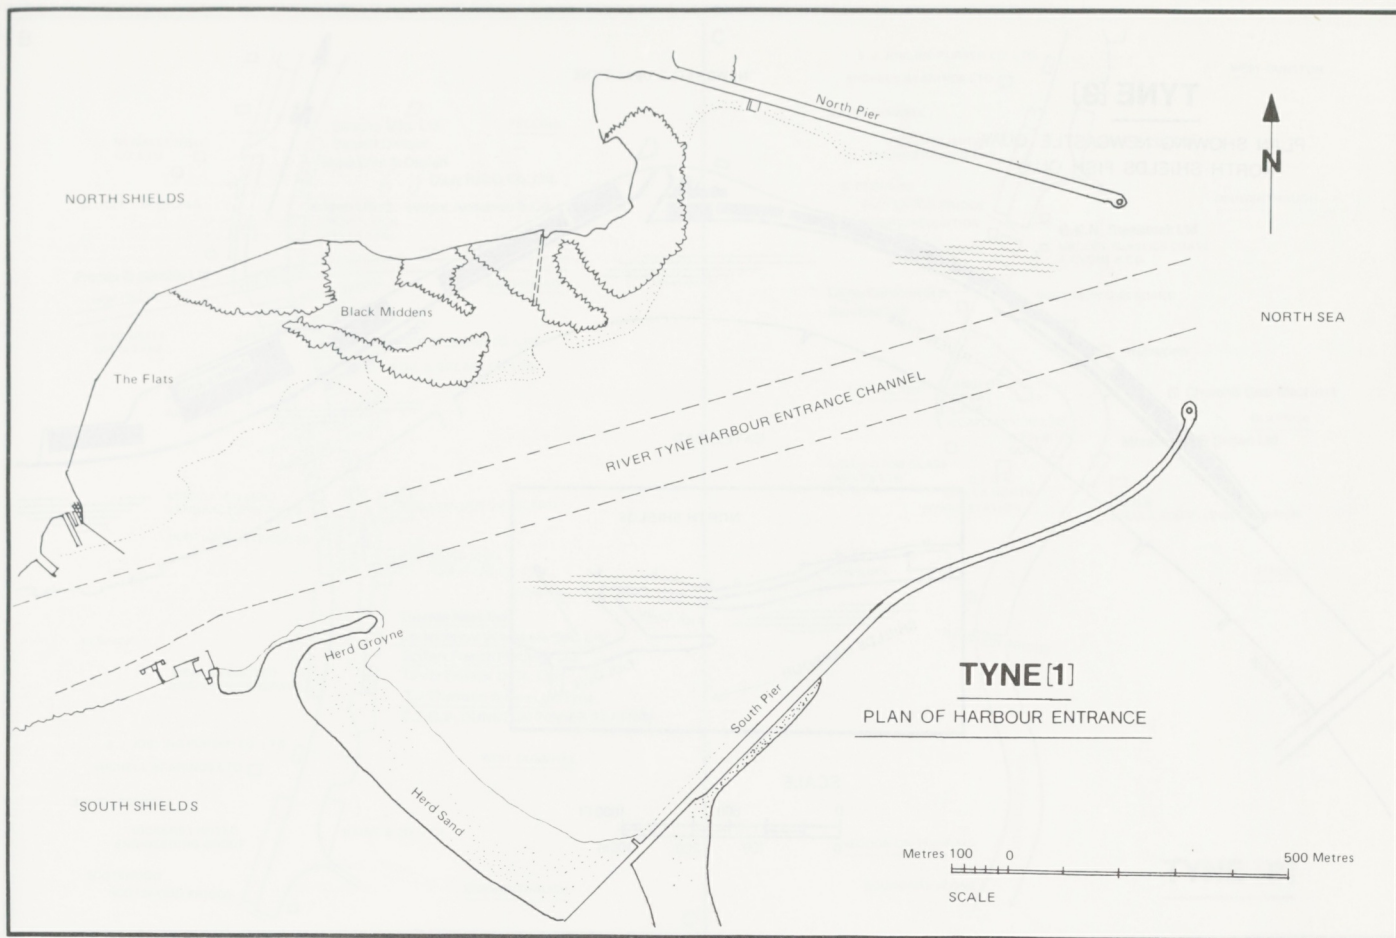 North Pier
N
NORTH SHIELDS
Black Middens
NORTH SEA
The Flats
RIVER TYNE HARBOUR ENTRANCE CHANNEL
Herd Groyne
TYNE [1]
PLAN OF HARBOUR ENTRANCE
South Pier
SOUTH SHIELDS
Herd Sand
Metres 100 0 500 Metres
SCALE